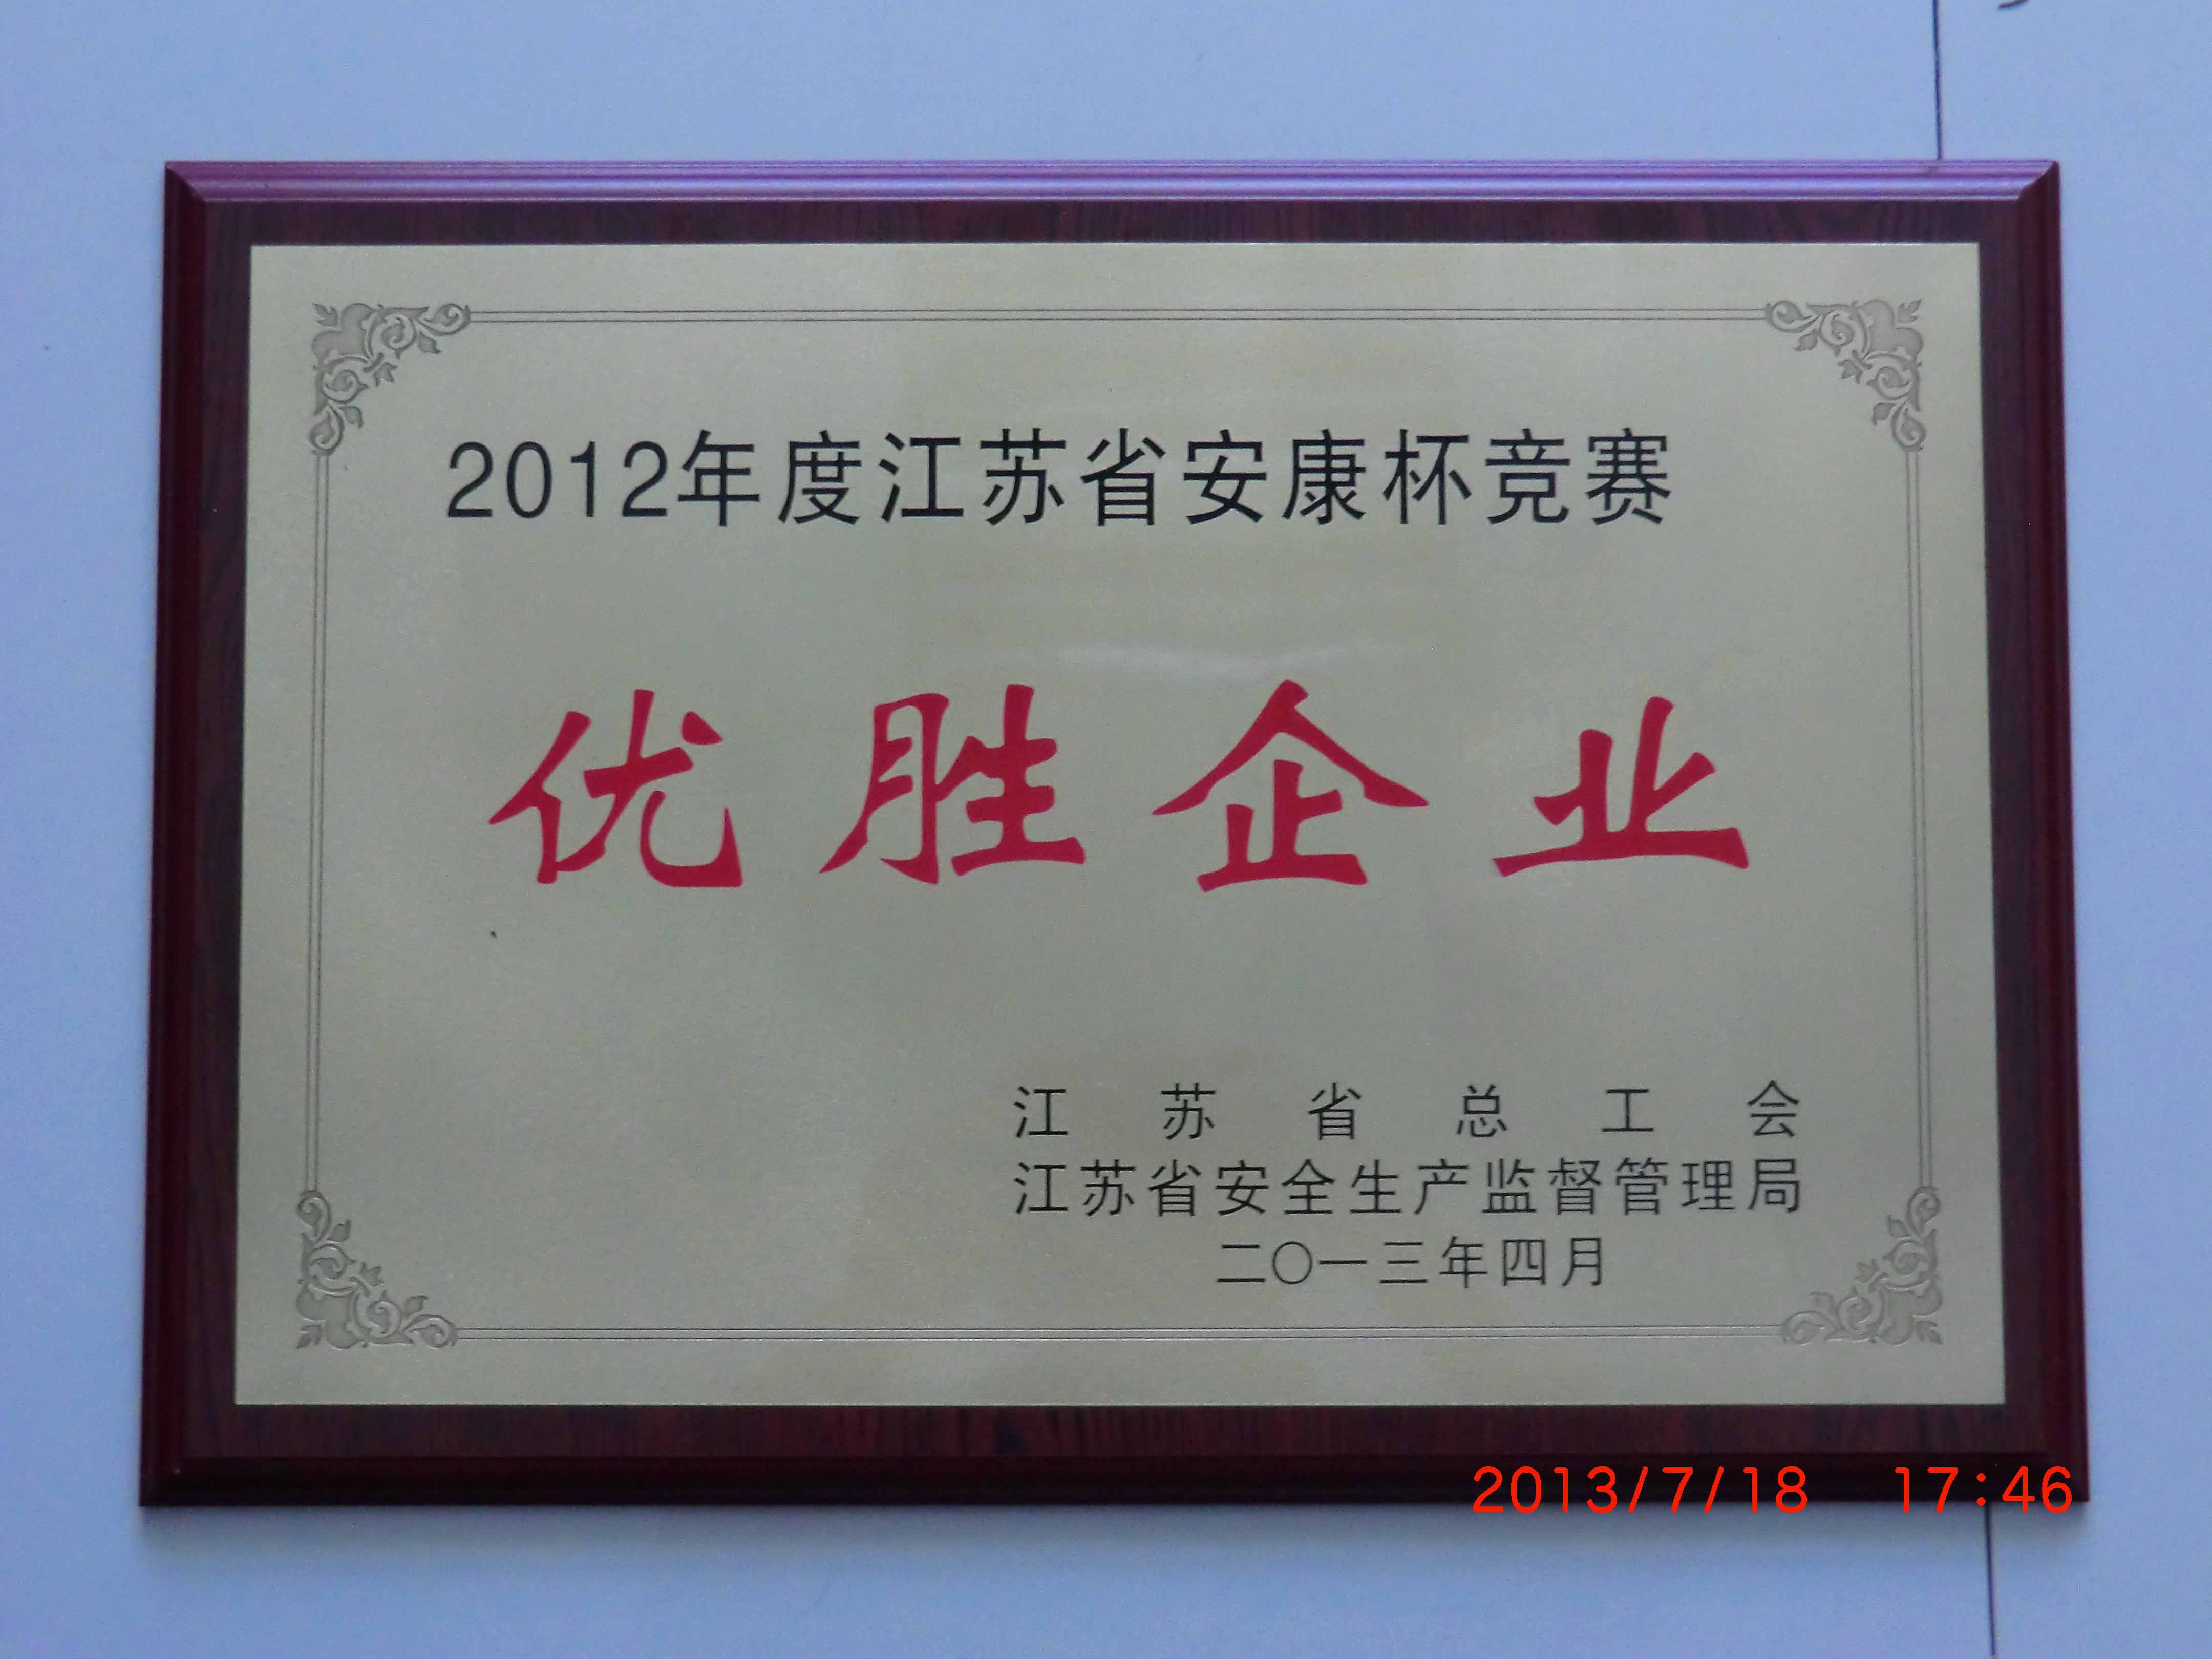 2012年度江苏省安康杯竞赛
优胜企业
江苏省总工会
江苏省安全生产监督管理局
二〇一三年四月
2013/7/18 17:46